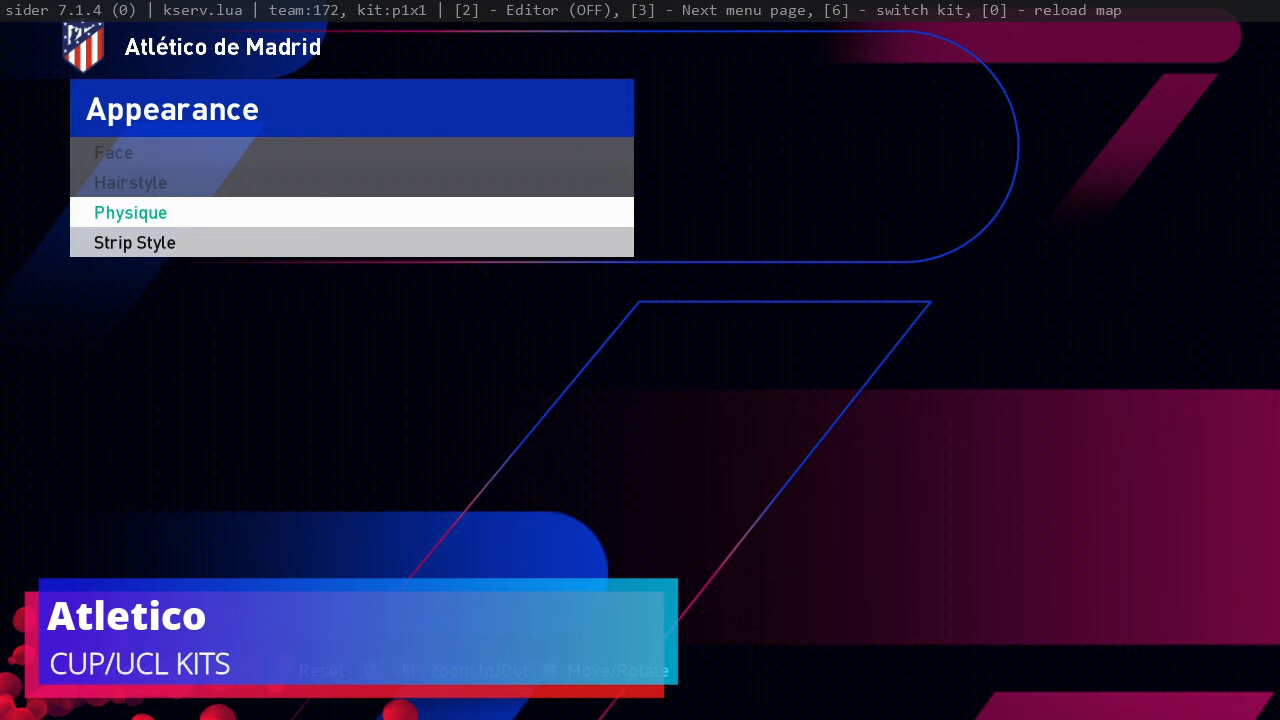 sider 7.1.4 (0) | kserv.lua | team:172, kit:p1x1 | [2] - Editor (OFF), [3] - Next menu page, [6] - switch kit, [0] - reload map
Atlético de Madrid
Appearance
Face
Hairstyle
Physique
Strip Style
Atletico
CUP/UCL KITS
Reset
Zoom In/Out
Move/Rotate